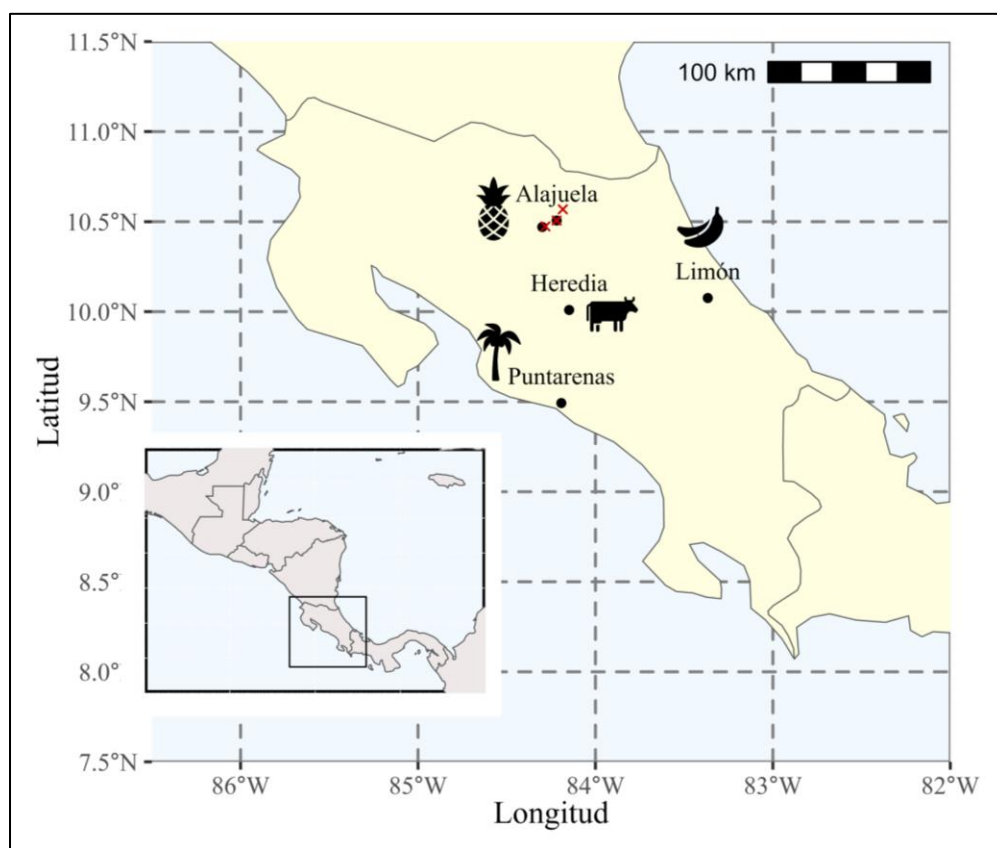 11.5°N
100 km
11.0°N
Alajuela
10.5°N
Limón
Heredia
10.0°N
Puntarenas
9.5°N
Latitud
9.0°
8.5°
8.0°
7.5°N
86°W 85°W 84°W 83°W 82°W
Longitud